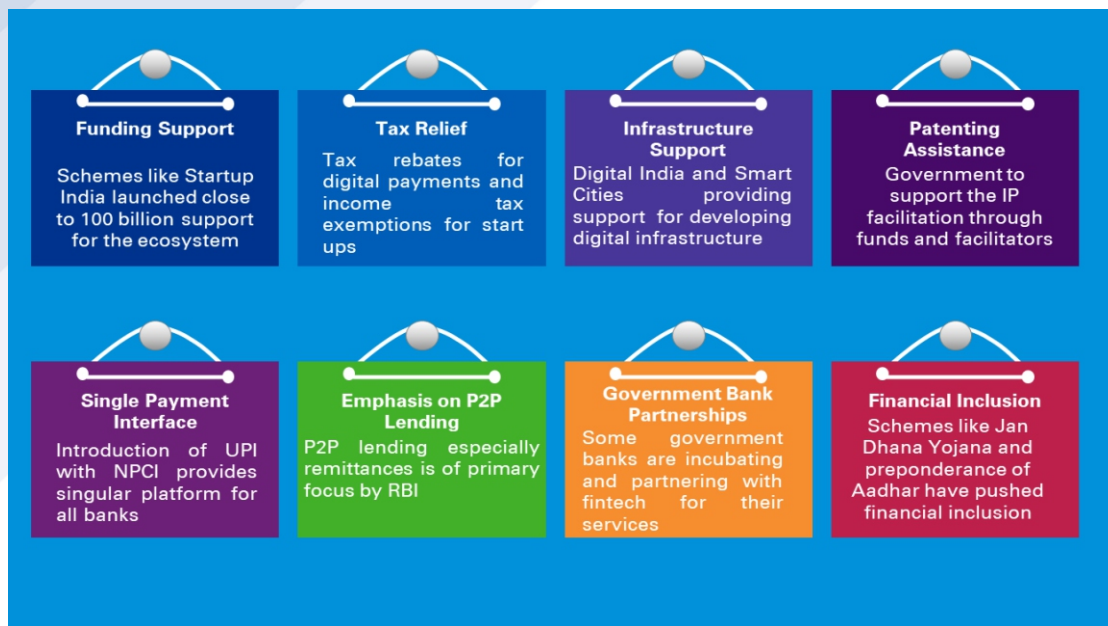 Funding Support
Schemes like Startup
India launched close
to 100 billion support
for the ecosystem
Tax Relief
Tax rebates for
digital payments and
income tax
exemptions for start
ups
Infrastructure
Support
Digital India and Smart
Cities providing
support for developing
digital infrastructure
Patenting
Assistance
Government to
support the IP
facilitation through
funds and facilitators
Single Payment
Interface
Introduction of UPI
with NPCI provides
singular platform for
all banks
Emphasis on P2P
Lending
P2P lending especially
remittances is of primary
focus by RBI
Government Bank
Partnerships
Some government
banks are incubating
and partnering with
fintech for their
services
Financial Inclusion
Schemes like Jan
Dhana Yojana and
preponderance of
Aadhar have pushed
financial inclusion